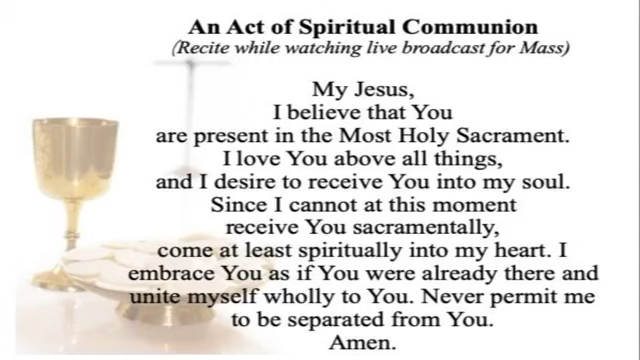 An Act of Spiritual Communion
(Recite while watching live broadcast for Mass)
My Jesus,
I believe that You
are present in the Most Holy Sacrament.
I love You above all things,
and I desire to receive You into my soul.
Since I cannot at this moment
receive You sacramentally,
come at least spiritually into my heart. I
embrace You as if You were already there and
unite myself wholly to You. Never permit me
to be separated from You.
Amen.